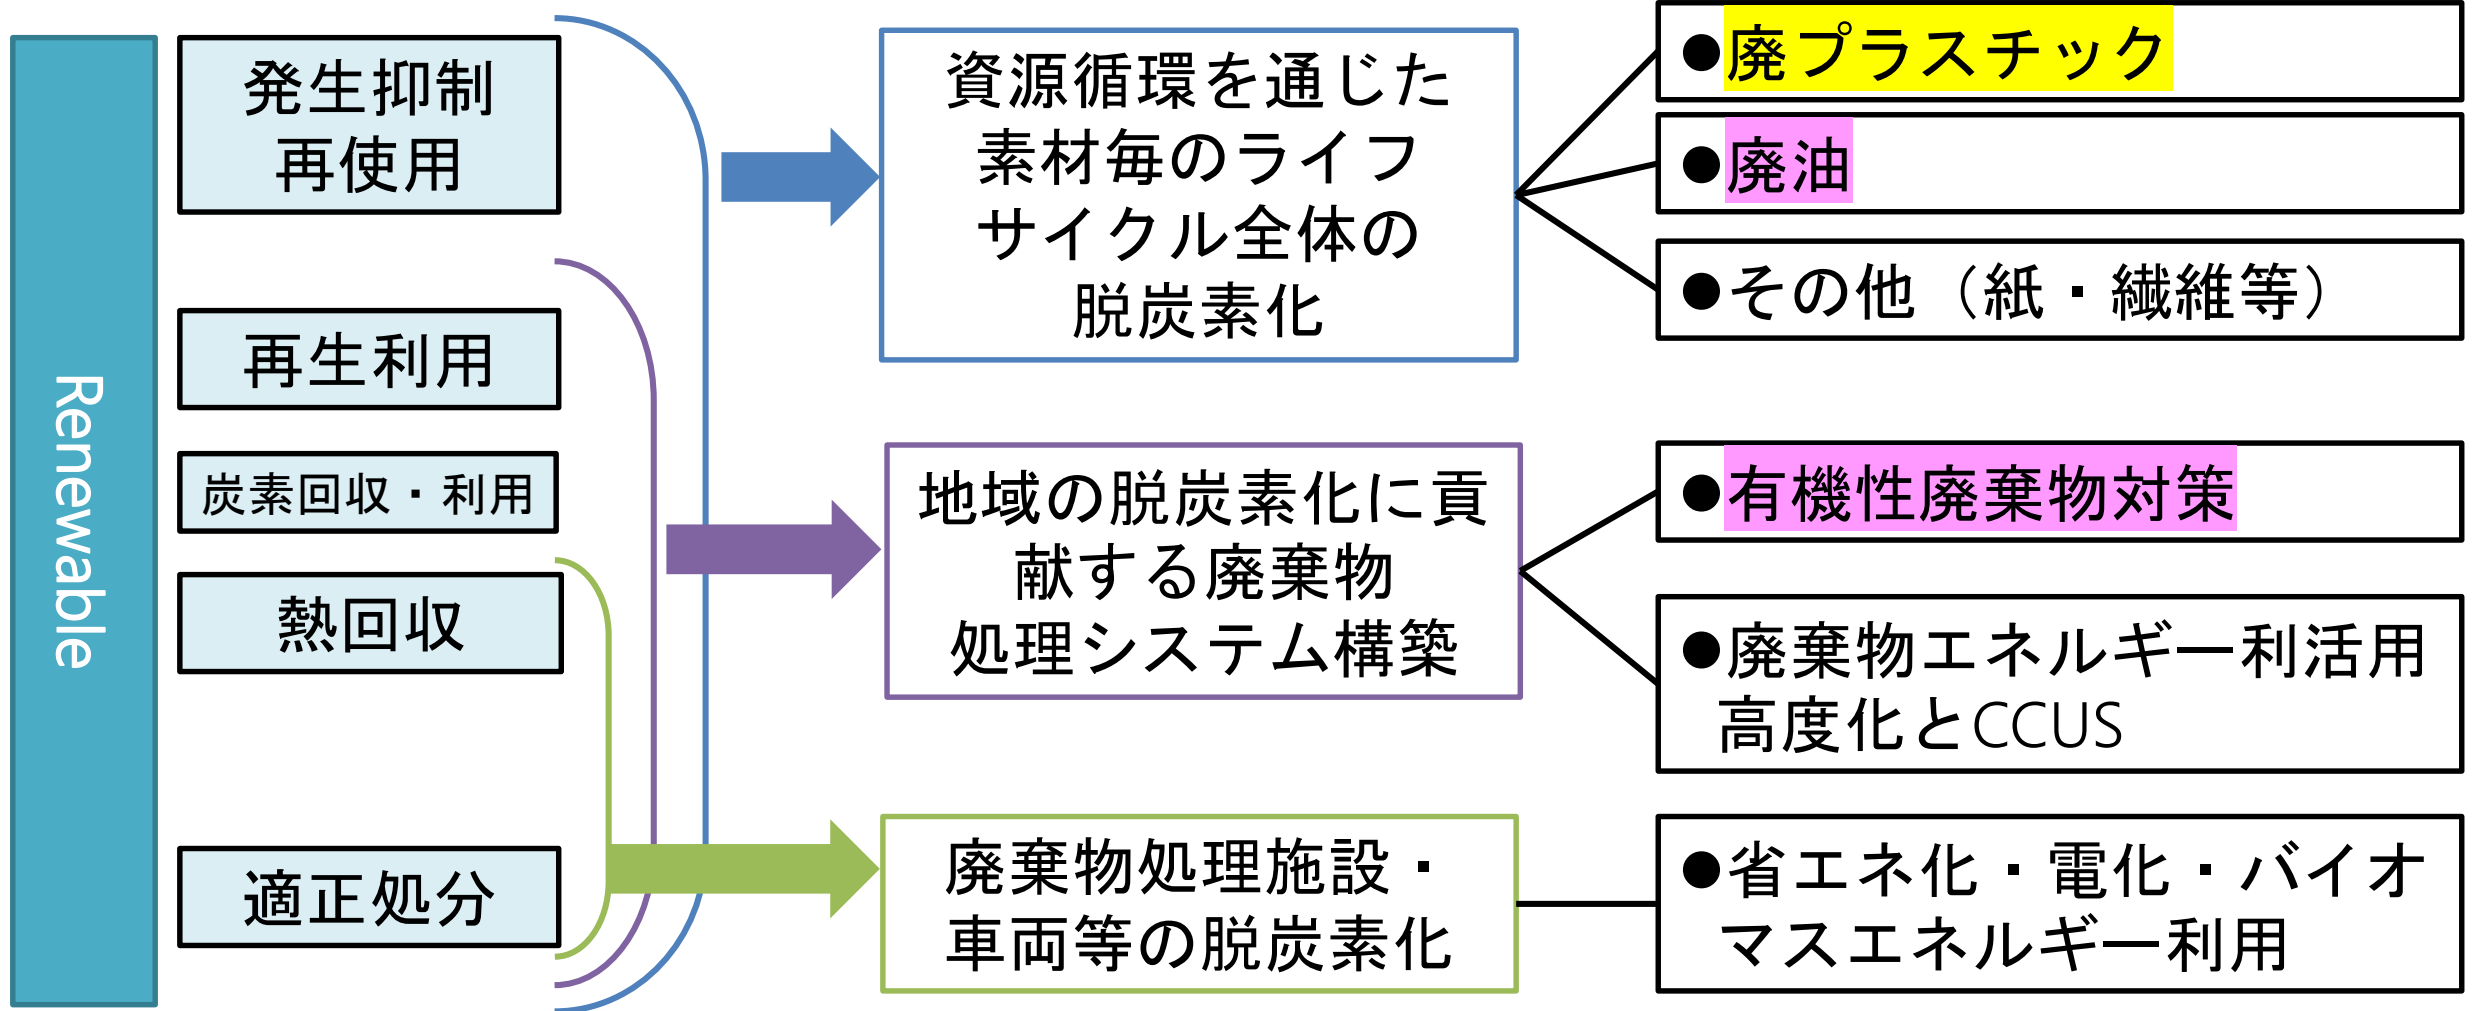 Renewable
発生抑制
再使用
再生利用
炭素回収・利用
熱回収
適正処分
資源循環を通じた
素材毎のライフ
サイクル全体の
脱炭素化
地域の脱炭素化に貢
献する廃棄物
処理システム構築
廃棄物処理施設・
車両等の脱炭素化
●廃プラスチック
●廃油
●その他（紙・繊維等）
●有機性廃棄物対策
●廃棄物エネルギー利活用
高度化とCCUS
●省エネ化・電化・バイオ
マスエネルギー利用